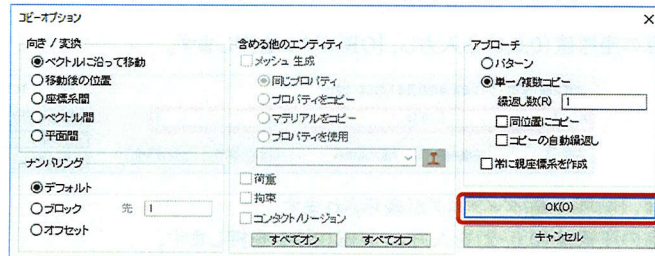 コピーオプション
向き / 変換
ベクトルに沿って移動
移動後の位置
座標系間
ベクトル間
平面間
ナンバリング
デフォルト
ブロック 先 1
オフセット
含める他のエンティティ
メッシュ 生成
同じプロパティ
プロパティをコピー
マテリアルをコピー
プロパティを使用
荷重
拘束
コンタクト/リージョン
すべてオン すべてオフ
アプローチ
パターン
単一/複数コピー
繰返し数(R) 1
同位置にコピー
コピーの自動繰返し
常に親座標系を作成
OK(O)
キャンセル